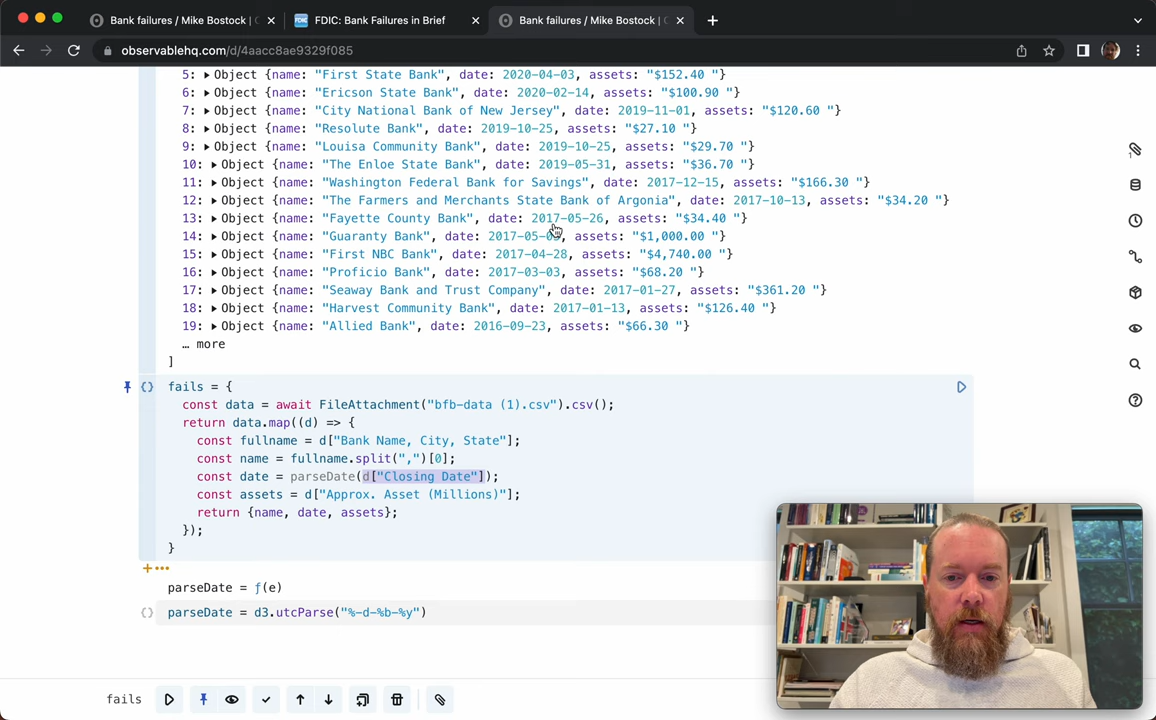 Bank failures / Mike Bostock |
FDIC: Bank Failures in Brief
Bank failures / Mike Bostock |
observablehq.com/d/4aacc8ae9329f085
5: Object {name: "First State Bank", date: 2020-04-03, assets: "$152.40 "}
6: Object {name: "Ericson State Bank", date: 2020-02-14, assets: "$100.90 "}
7: Object {name: "City National Bank of New Jersey", date: 2019-11-01, assets: "$120.60 "}
8: Object {name: "Resolute Bank", date: 2019-10-25, assets: "$27.10 "}
9: Object {name: "Louisa Community Bank", date: 2019-10-25, assets: "$29.70 "}
10: Object {name: "The Enloe State Bank", date: 2019-05-31, assets: "$36.70 "}
11: Object {name: "Washington Federal Bank for Savings", date: 2017-12-15, assets: "$166.30 "}
12: Object {name: "The Farmers and Merchants State Bank of Argonia", date: 2017-10-13, assets: "$34.20 "}
13: Object {name: "Fayette County Bank", date: 2017-05-26, assets: "$34.40 "}
14: Object {name: "Guaranty Bank", date: 2017-05-0 , assets: "$1,000.00 "}
15: Object {name: "First NBC Bank", date: 2017-04-28, assets: "$4,740.00 "}
16: Object {name: "Proficio Bank", date: 2017-03-03, assets: "$68.20 "}
17: Object {name: "Seaway Bank and Trust Company", date: 2017-01-27, assets: "$361.20 "}
18: Object {name: "Harvest Community Bank", date: 2017-01-13, assets: "$126.40 "}
19: Object {name: "Allied Bank", date: 2016-09-23, assets: "$66.30 "}
… more
]
fails = {
const data = await FileAttachment("bfb-data (1).csv").csv();
return data.map((d) => {
const fullname = d["Bank Name, City, State"];
const name = fullname.split(",")[0];
const date = parseDate(d["Closing Date"]);
const assets = d["Approx. Asset (Millions)"];
return {name, date, assets};
});
}
parseDate = ƒ(e)
parseDate = d3.utcParse("%-d-%b-%y")
fails